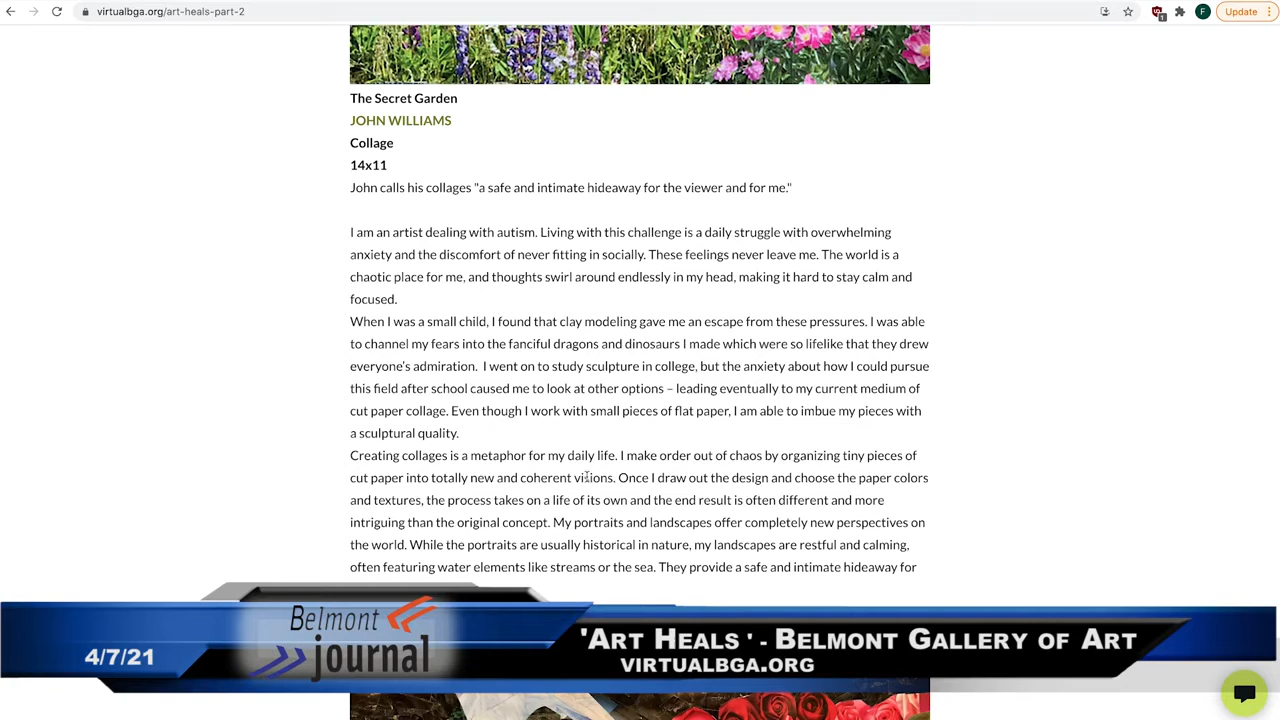 virtualbga.org/art-heals-part-2
1
F
Update
The Secret Garden
JOHN WILLIAMS
Collage
14x11
John calls his collages "a safe and intimate hideaway for the viewer and for me."
I am an artist dealing with autism. Living with this challenge is a daily struggle with overwhelming
anxiety and the discomfort of never fitting in socially. These feelings never leave me. The world is a
chaotic place for me, and thoughts swirl around endlessly in my head, making it hard to stay calm and
focused.
When I was a small child, I found that clay modeling gave me an escape from these pressures. I was able
to channel my fears into the fanciful dragons and dinosaurs I made which were so lifelike that they drew
everyone's admiration.  I went on to study sculpture in college, but the anxiety about how I could pursue
this field after school caused me to look at other options – leading eventually to my current medium of
cut paper collage. Even though I work with small pieces of flat paper, I am able to imbue my pieces with
a sculptural quality.
Creating collages is a metaphor for my daily life. I make order out of chaos by organizing tiny pieces of
cut paper into totally new and coherent visions. Once I draw out the design and choose the paper colors
and textures, the process takes on a life of its own and the end result is often different and more
intriguing than the original concept. My portraits and landscapes offer completely new perspectives on
the world. While the portraits are usually historical in nature, my landscapes are restful and calming,
often featuring water elements like streams or the sea. They provide a safe and intimate hideaway for
4/7/21
Belmont
journal
'ART HEALS ' - BELMONT GALLERY OF ART
VIRTUALBGA.ORG